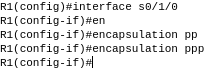 R1(config)#interface s0/1/0
R1(config-if)#en
R1(config-if)#encapsulation pp
R1(config-if)#encapsulation ppp
R1(config-if)#